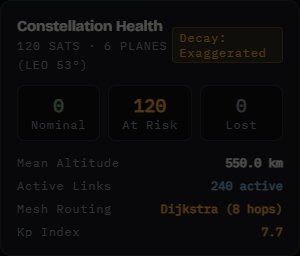 Constellation Health
120 SATS · 6 PLANES
(LEO 53°)
Decay:
Exaggerated
0
Nominal
120
At Risk
0
Lost
Mean Altitude 550.0 km
Active Links 240 active
Mesh Routing Dijkstra (8 hops)
Kp Index 7.7